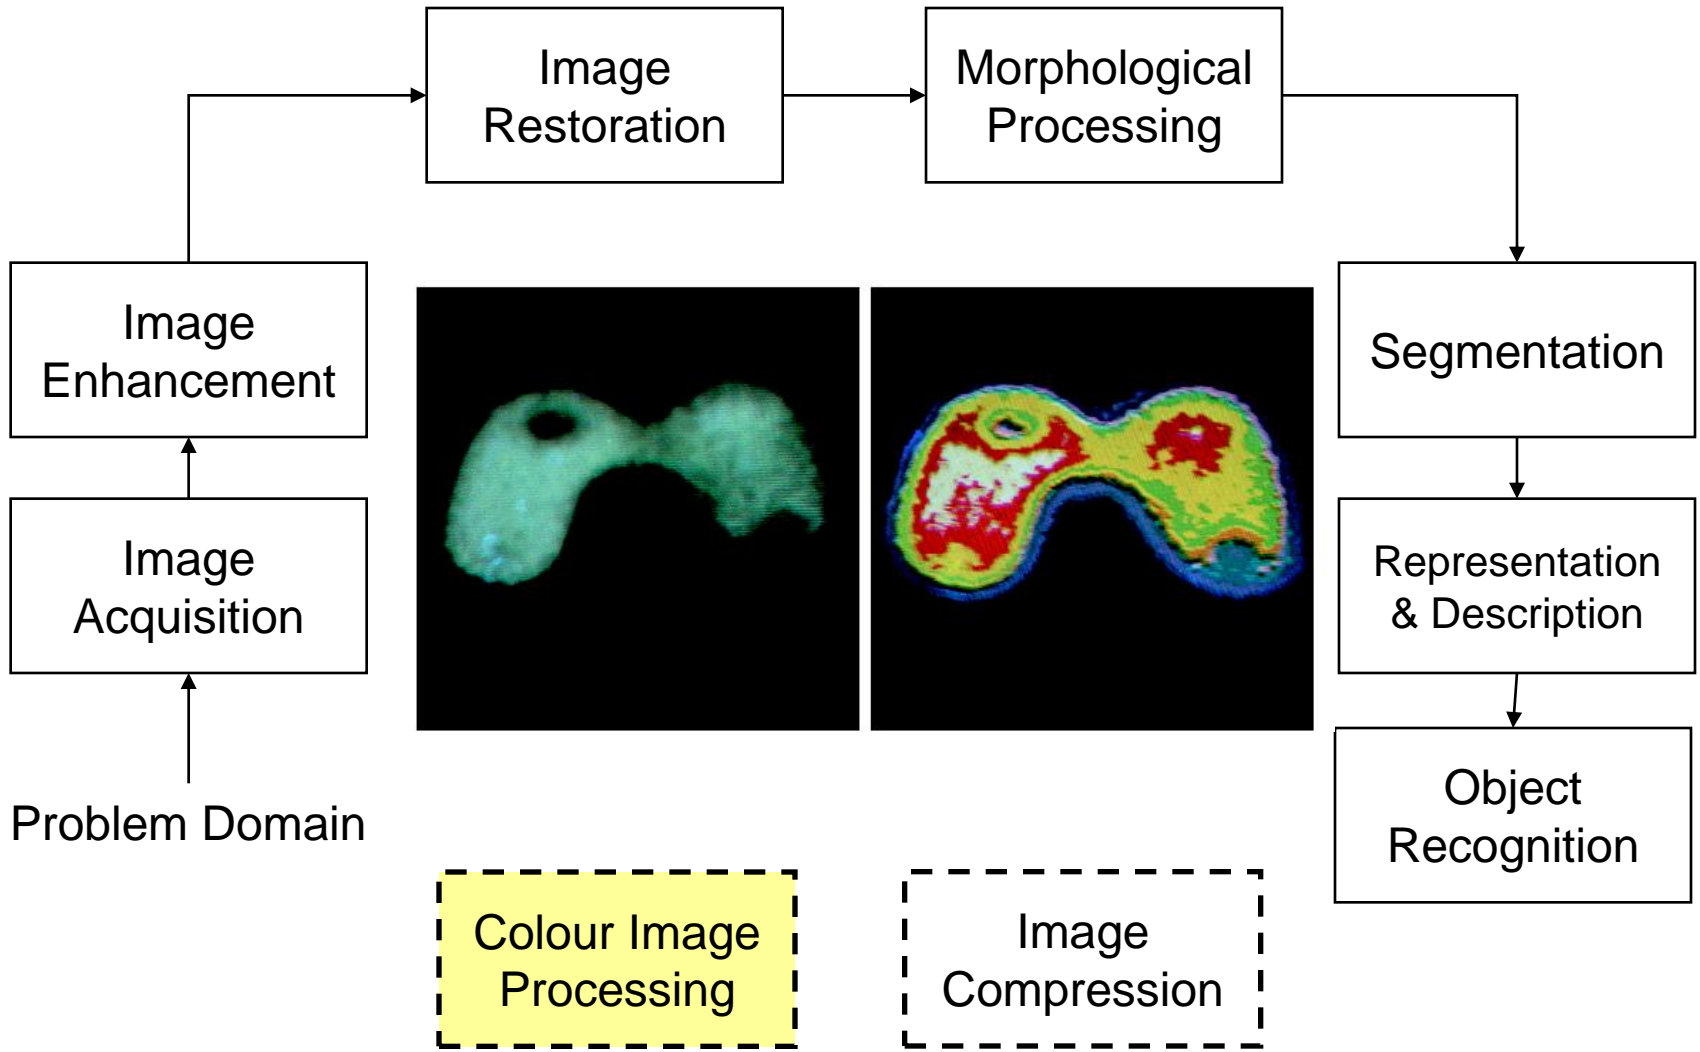 Image
Restoration
Morphological
Processing
Image
Enhancement
Segmentation
Image
Acquisition
Representation
& Description
Problem Domain
Object
Recognition
Colour Image
Processing
Image
Compression